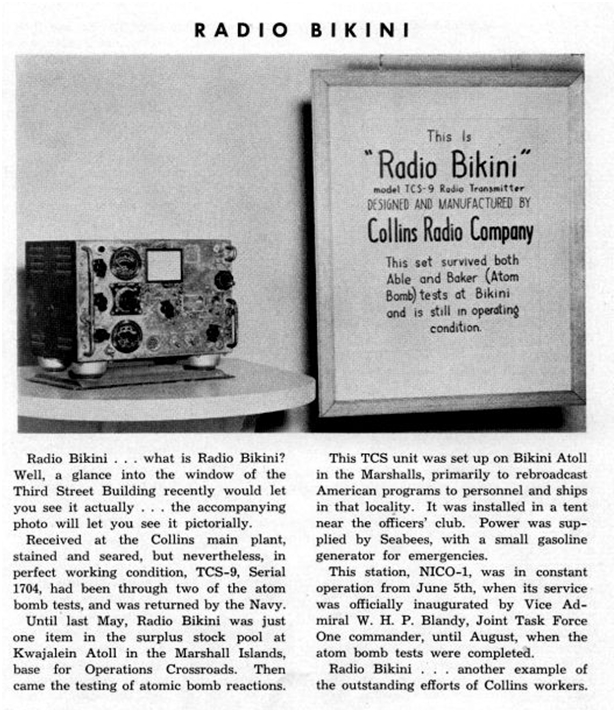 RADIO BIKINI
This Is
"Radio Bikini"
model TCS-9 Radio Transmitter
DESIGNED AND MANUFACTURED BY
Collins Radio Company
This set survived both
Able and Baker (Atom
Bomb) tests at Bikini
and is still in operating
condition.
Radio Bikini . . . what is Radio Bikini?
Well, a glance into the window of the
Third Street Building recently would let
you see it actually . . . the accompanying
photo will let you see it pictorially.
Received at the Collins main plant,
stained and seared, but nevertheless, in
perfect working condition, TCS-9, Serial
1704, had been through two of the atom
bomb tests, and was returned by the Navy.
Until last May, Radio Bikini was just
one item in the surplus stock pool at
Kwajalein Atoll in the Marshall Islands,
base for Operations Crossroads. Then
came the testing of atomic bomb reactions.
This TCS unit was set up on Bikini Atoll
in the Marshalls, primarily to rebroadcast
American programs to personnel and ships
in that locality. It was installed in a tent
near the officers' club. Power was sup-
plied by Seabees, with a small gasoline
generator for emergencies.
This station, NICO-1, was in constant
operation from June 5th, when its service
was officially inaugurated by Vice Ad-
miral W. H. P. Blandy, Joint Task Force
One commander, until August, when the
atom bomb tests were completed.
Radio Bikini . . . another example of
the outstanding efforts of Collins workers.